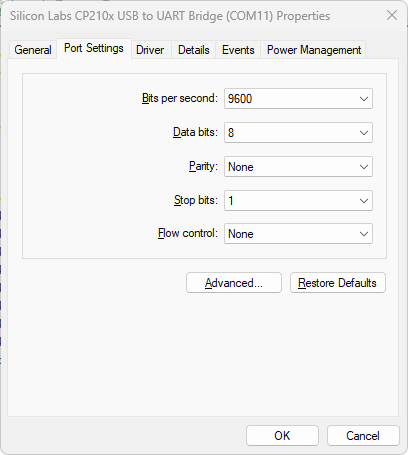 Silicon Labs CP210x USB to UART Bridge (COM11) Properties
General Port Settings Driver Details Events Power Management
Bits per second: 9600
Data bits: 8
Parity: None
Stop bits: 1
Flow control: None
Advanced... Restore Defaults
OK Cancel